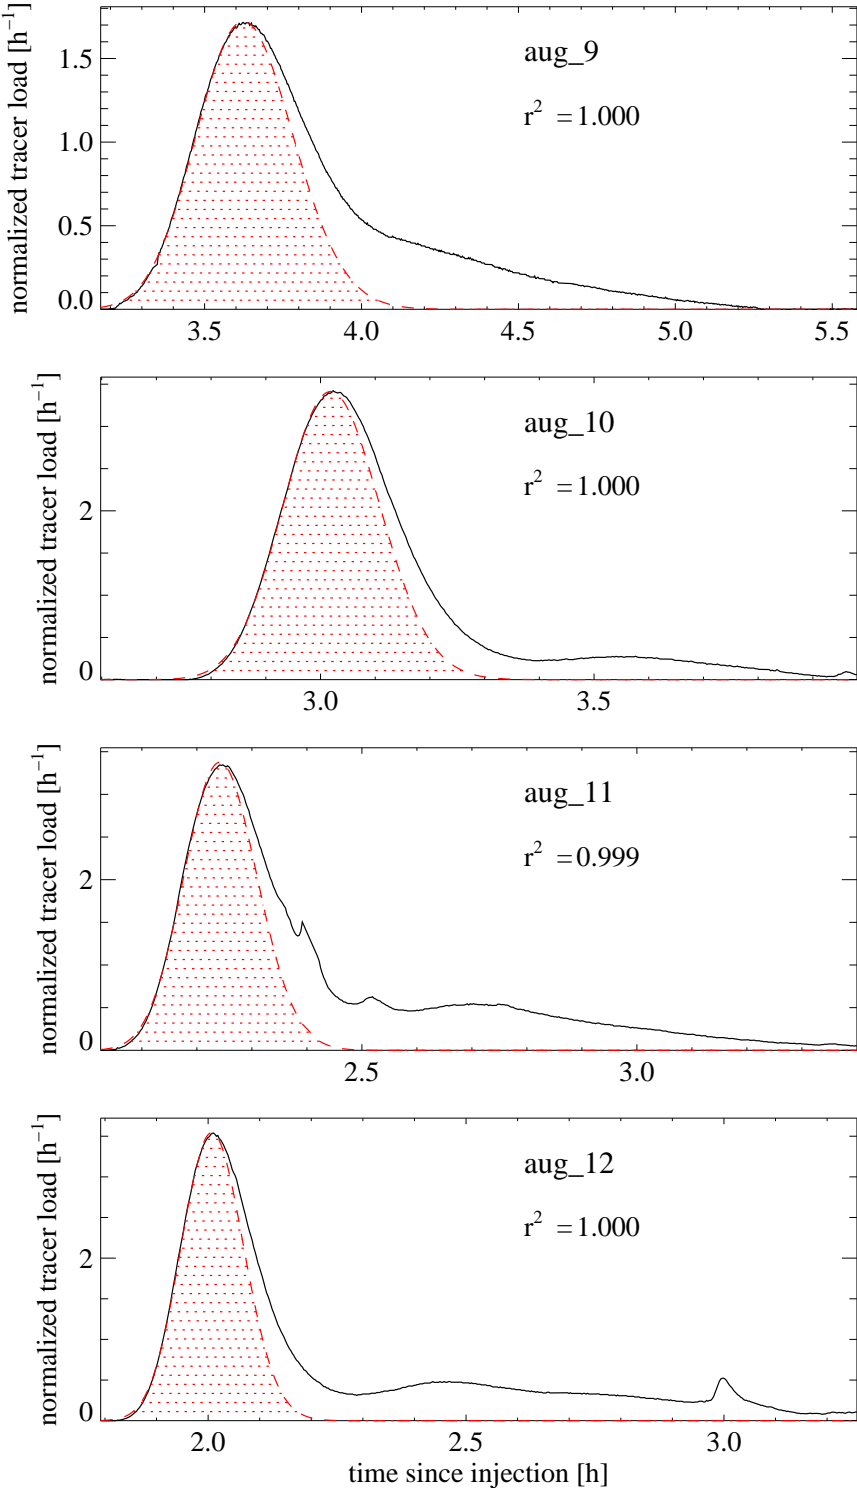 normalized tracer load [h⁻¹]
1.5
1.0
0.5
0.0
aug_9
r² = 1.000
3.5 4.0 4.5 5.0 5.5
normalized tracer load [h⁻¹]
2
0
aug_10
r² = 1.000
3.0 3.5
normalized tracer load [h⁻¹]
2
0
aug_11
r² = 0.999
2.5 3.0
normalized tracer load [h⁻¹]
2
0
aug_12
r² = 1.000
2.0 2.5 3.0
time since injection [h]